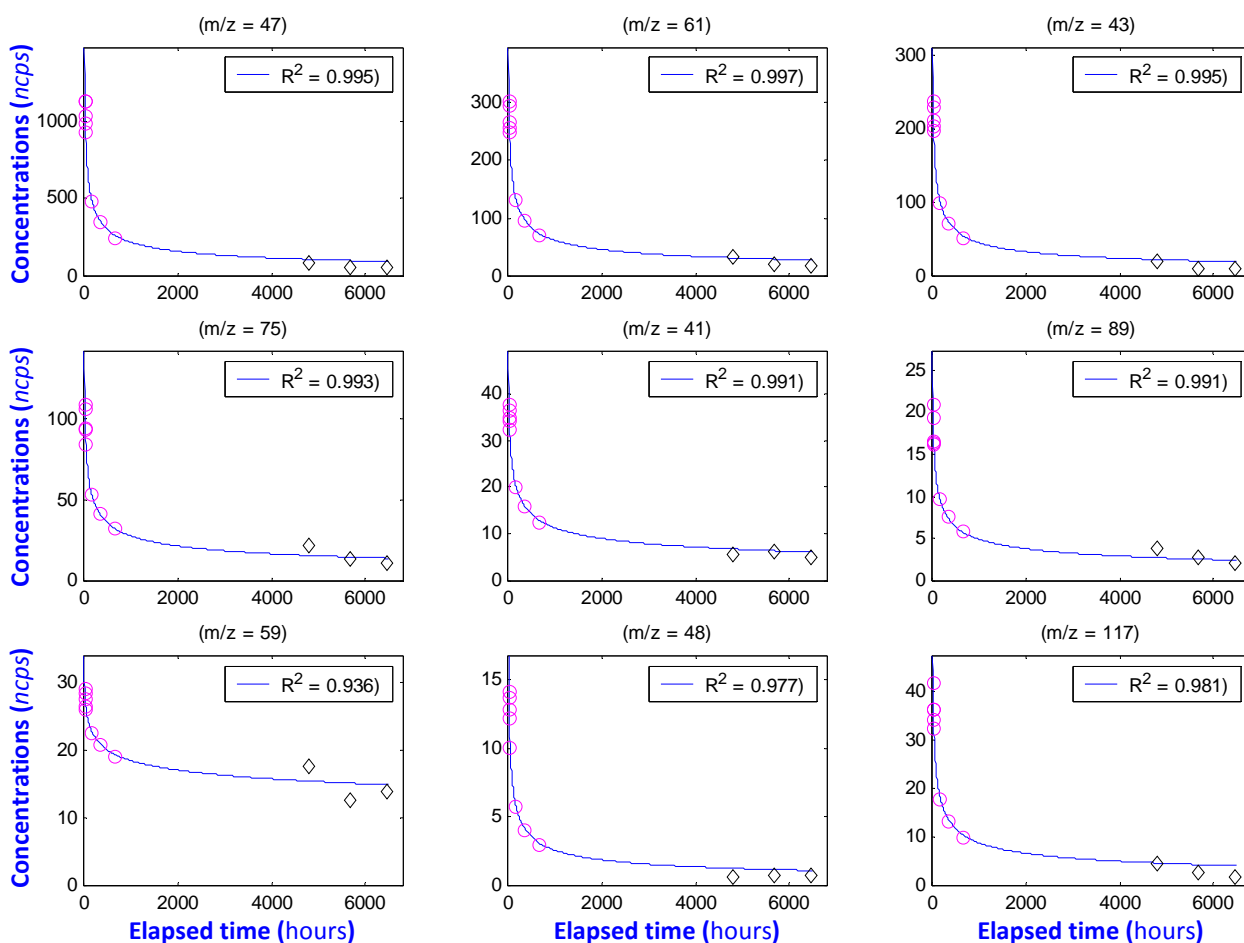 (m/z = 47)
(m/z = 61)
(m/z = 43)
Concentrations (ncps)
1000
500
0
R² = 0.995)
0 2000 4000 6000
300
200
100
0
R² = 0.997)
0 2000 4000 6000
300
200
100
0
R² = 0.995)
0 2000 4000 6000
(m/z = 75)
(m/z = 41)
(m/z = 89)
Concentrations (ncps)
100
50
0
R² = 0.993)
0 2000 4000 6000
40
30
20
10
0
R² = 0.991)
0 2000 4000 6000
25
20
15
10
5
0
R² = 0.991)
0 2000 4000 6000
(m/z = 59)
(m/z = 48)
(m/z = 117)
Concentrations (ncps)
30
20
10
0
R² = 0.936)
0 2000 4000 6000
Elapsed time (hours)
15
10
5
0
R² = 0.977)
0 2000 4000 6000
Elapsed time (hours)
40
30
20
10
0
R² = 0.981)
0 2000 4000 6000
Elapsed time (hours)